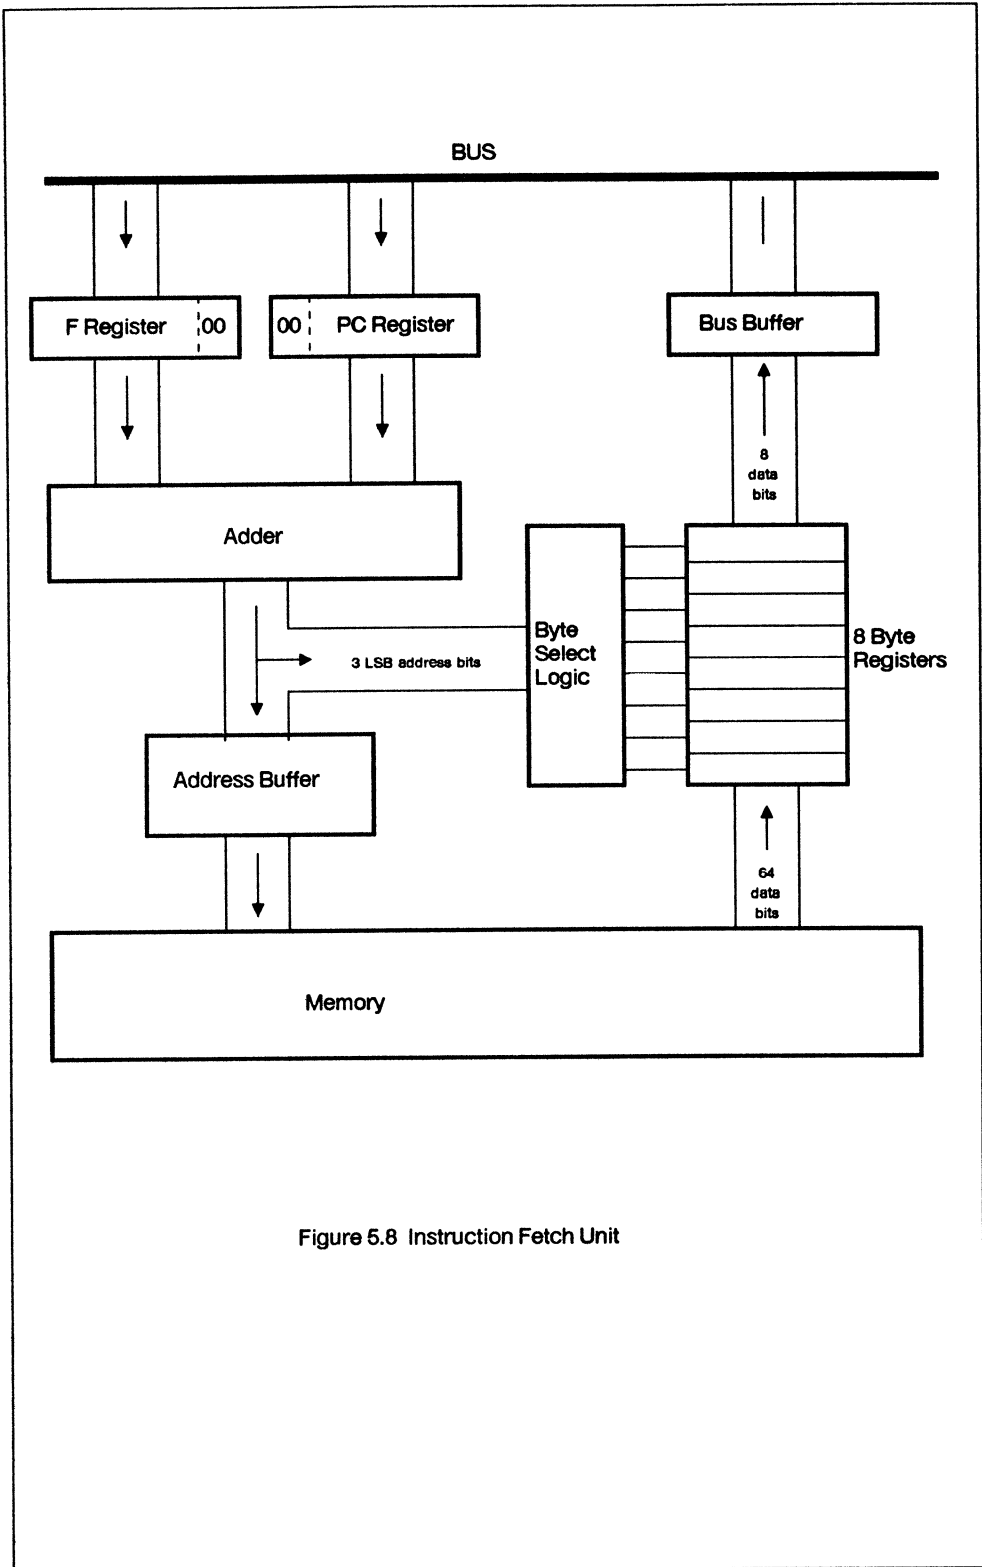 BUS
F Register 00
00 PC Register
Bus Buffer
8
data
bits
Adder
Byte
Select
Logic
8 Byte
Registers
3 LSB address bits
Address Buffer
64
data
bits
Memory
Figure 5.8 Instruction Fetch Unit